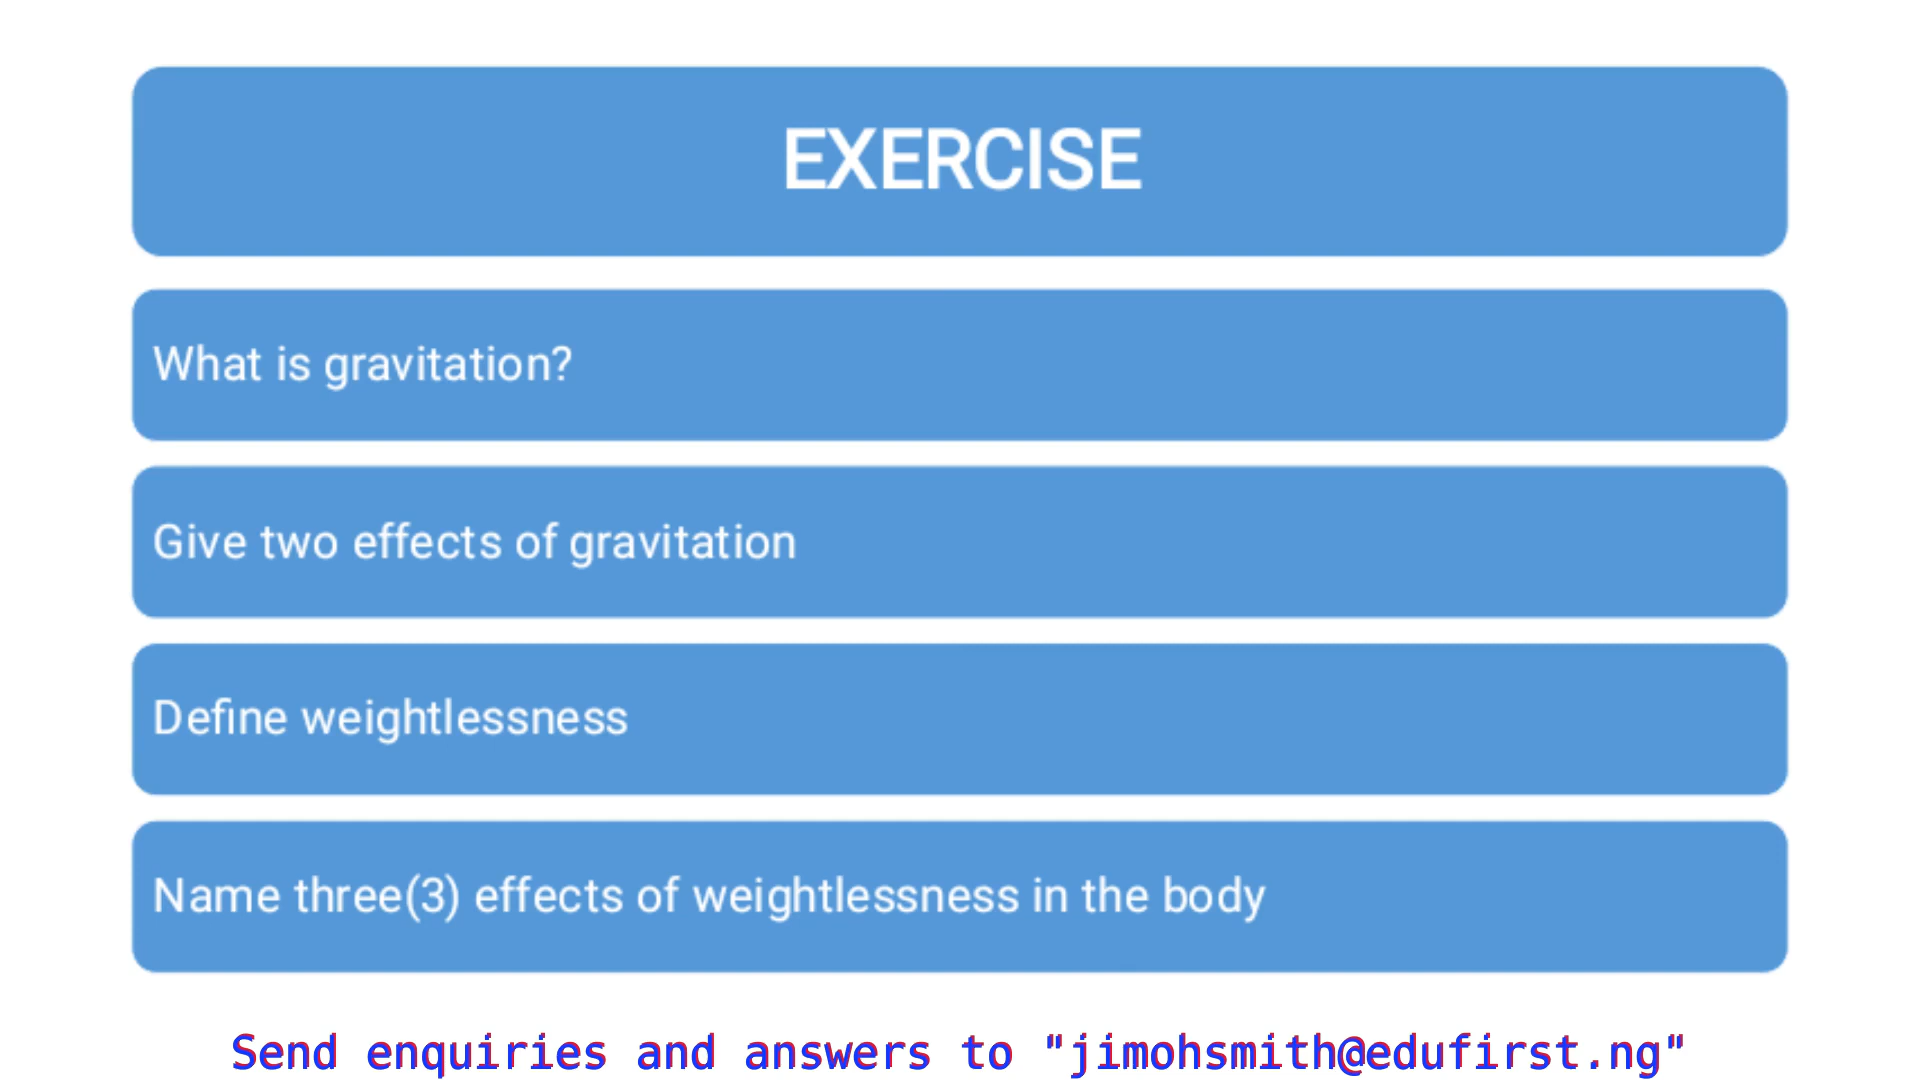 EXERCISE
What is gravitation?
Give two effects of gravitation
Define weightlessness
Name three(3) effects of weightlessness in the body
Send enquiries and answers to "jimohsmith@edufirst.ng"